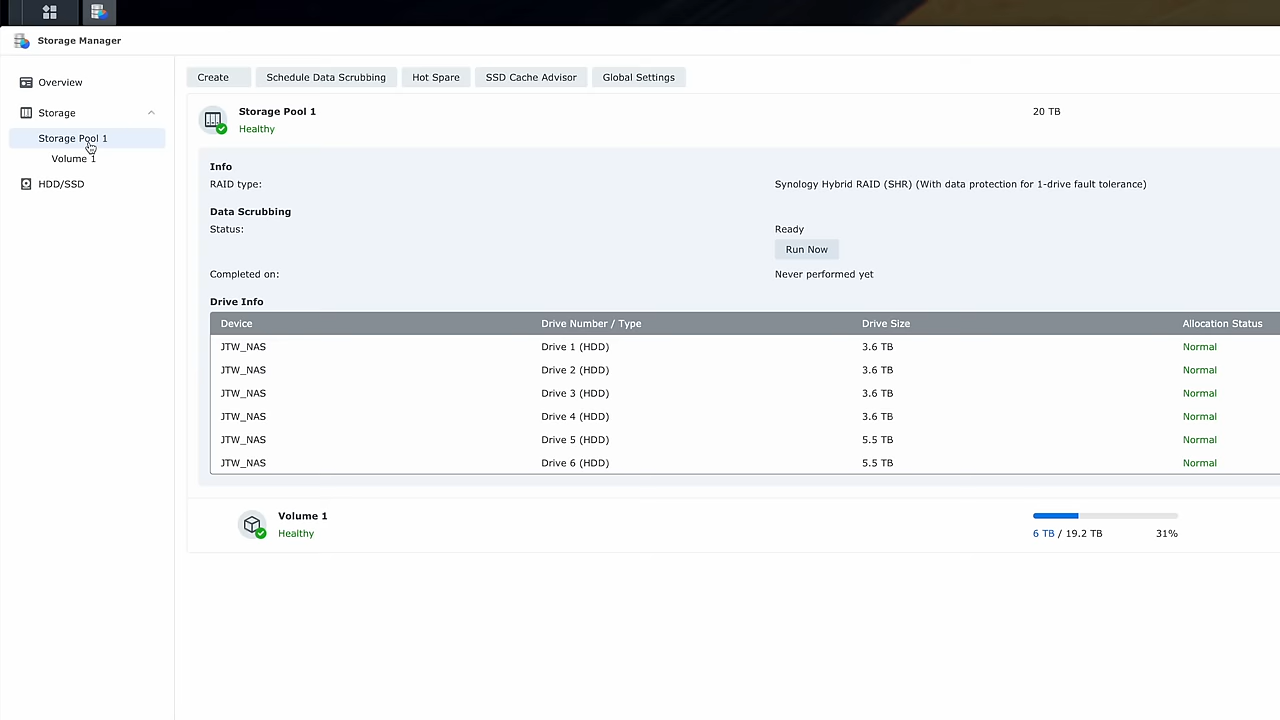 Storage Manager
Overview
Storage
Storage Pool 1
Volume 1
HDD/SSD
Create Schedule Data Scrubbing Hot Spare SSD Cache Advisor Global Settings
Storage Pool 1 20 TB
Healthy
Info
RAID type: Synology Hybrid RAID (SHR) (With data protection for 1-drive fault tolerance)
Data Scrubbing
Status: Ready
Run Now
Completed on: Never performed yet
Drive Info
Device Drive Number / Type Drive Size Allocation Status
JTW_NAS Drive 1 (HDD) 3.6 TB Normal
JTW_NAS Drive 2 (HDD) 3.6 TB Normal
JTW_NAS Drive 3 (HDD) 3.6 TB Normal
JTW_NAS Drive 4 (HDD) 3.6 TB Normal
JTW_NAS Drive 5 (HDD) 5.5 TB Normal
JTW_NAS Drive 6 (HDD) 5.5 TB Normal
Volume 1
Healthy
6 TB / 19.2 TB 31%